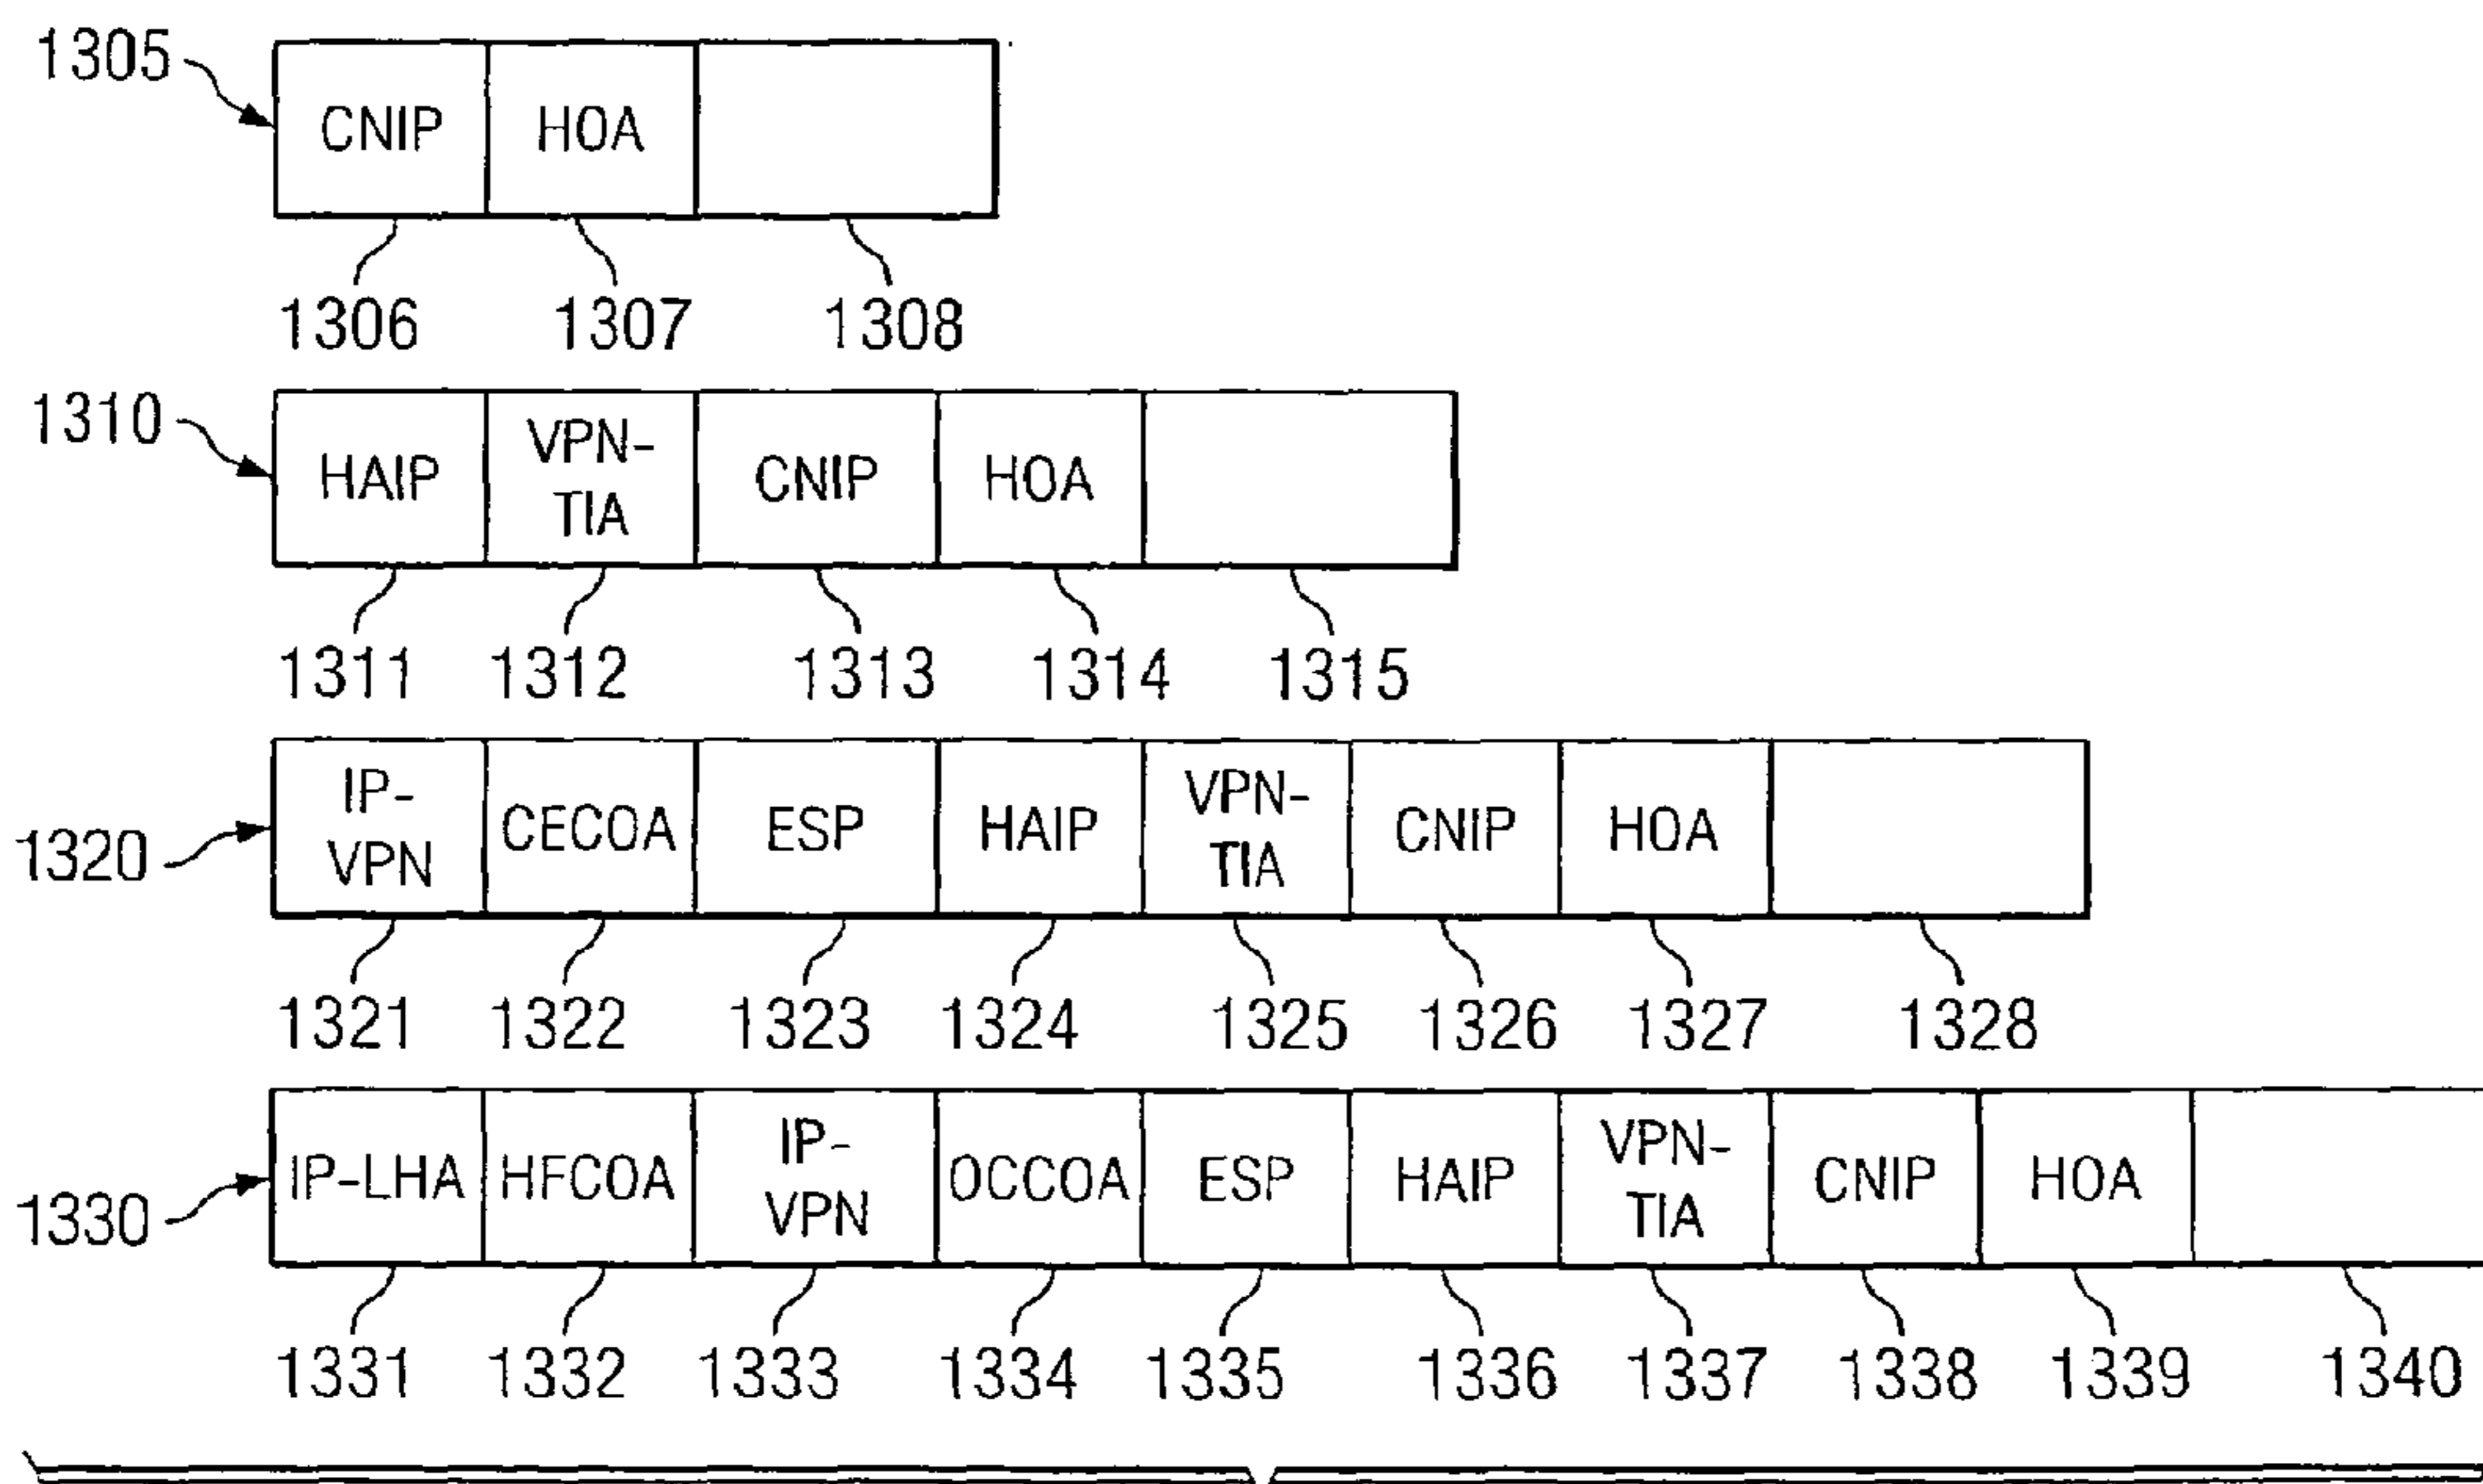 1305
CNIP HOA
1306 1307 1308
1310
HAIP VPN-TIA CNIP HOA
1311 1312 1313 1314 1315
1320
IP-VPN CECOA ESP HAIP VPN-TIA CNIP HOA
1321 1322 1323 1324 1325 1326 1327 1328
1330
IP-LHA HFCOA IP-VPN OCCOA ESP HAIP VPN-TIA CNIP HOA
1331 1332 1333 1334 1335 1336 1337 1338 1339 1340